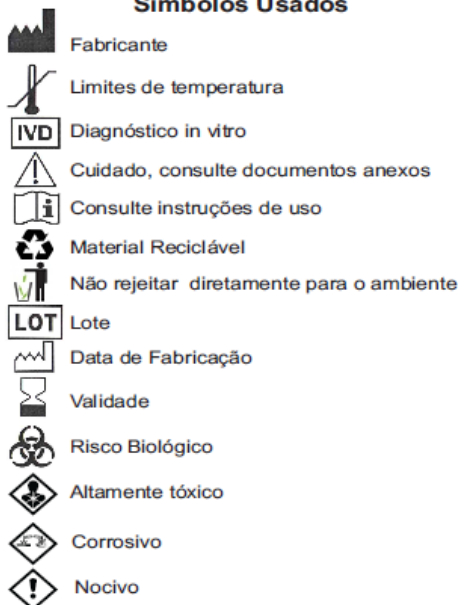 Símbolos Usados
Fabricante
Limites de temperatura
IVD Diagnóstico in vitro
Cuidado, consulte documentos anexos
i Consulte instruções de uso
Material Reciclável
Não rejeitar diretamente para o ambiente
LOT Lote
Data de Fabricação
Validade
Risco Biológico
Altamente tóxico
Corrosivo
Nocivo